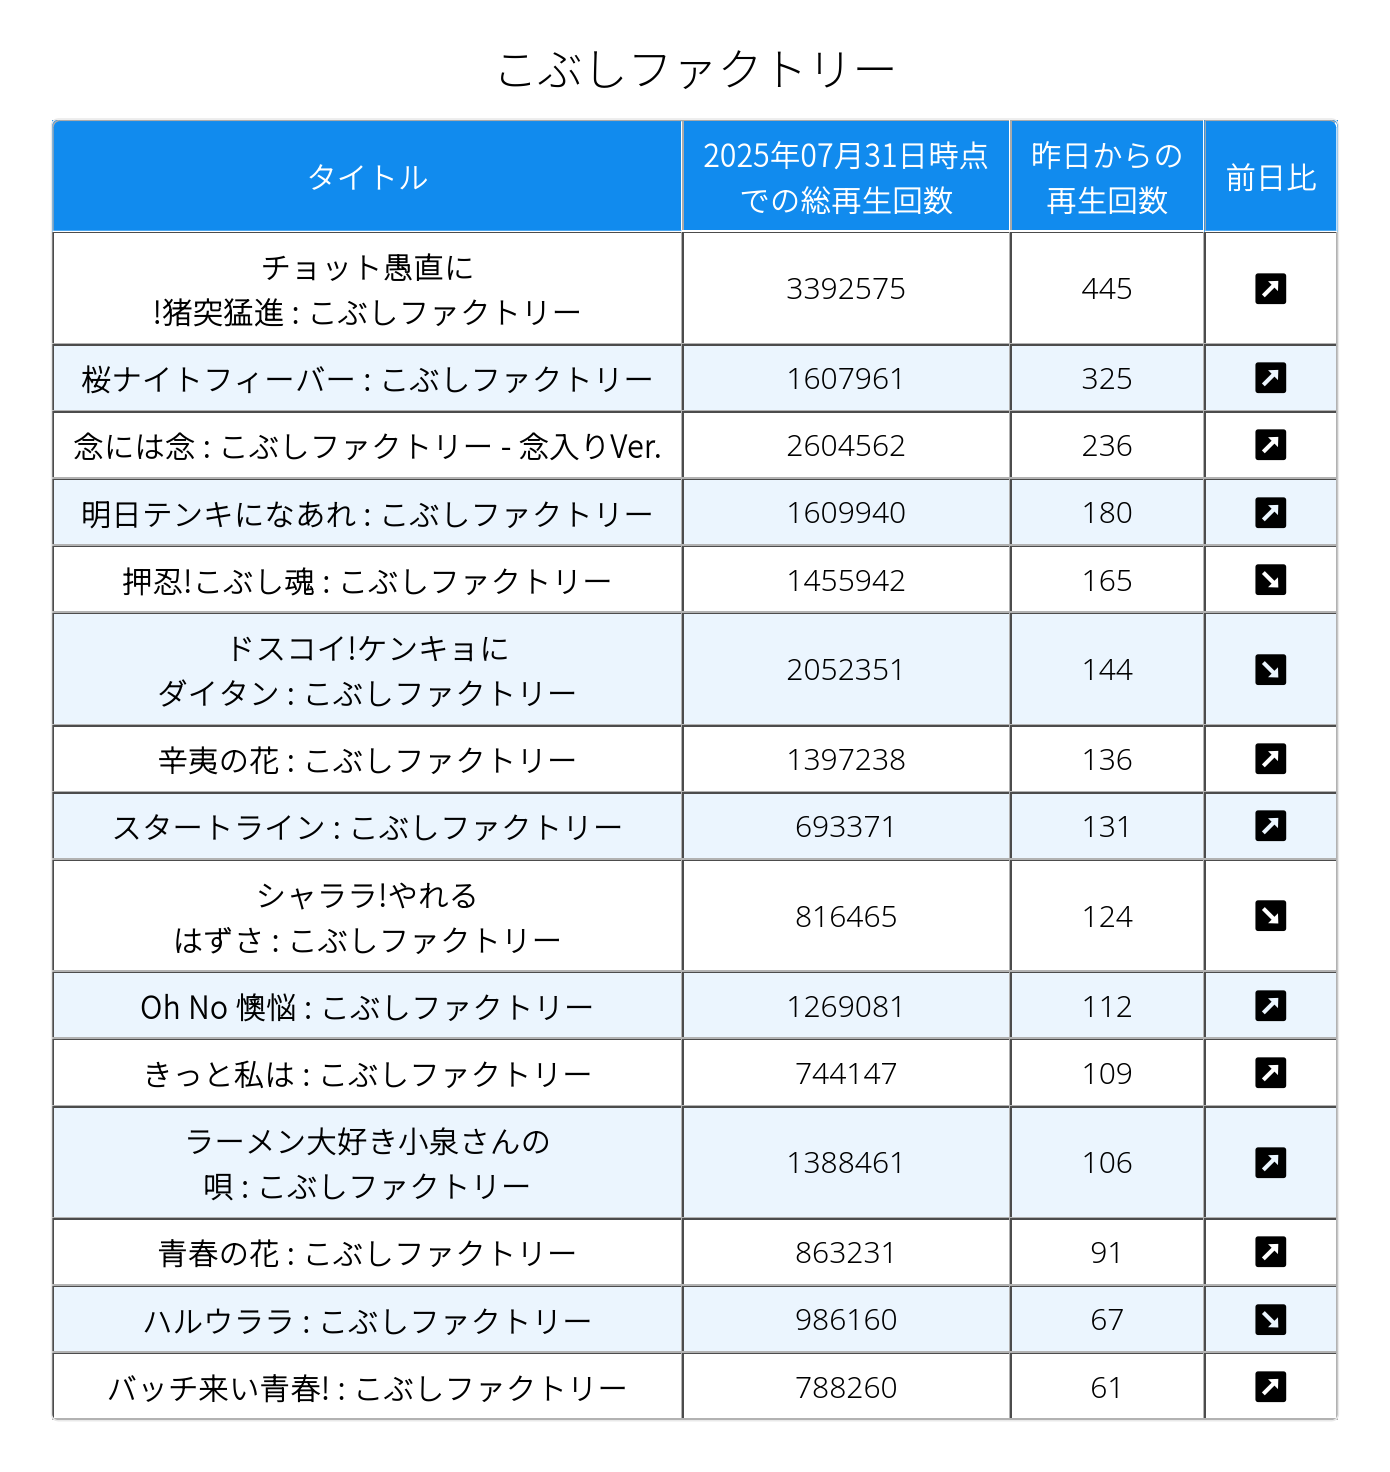 こぶしファクトリー
タイトル
2025年07月31日時点
での総再生回数
昨日からの
再生回数
前日比
チョット愚直に
!猪突猛進 : こぶしファクトリー
3392575
445
↗
桜ナイトフィーバー : こぶしファクトリー
1607961
325
↗
念には念 : こぶしファクトリー - 念入りVer.
2604562
236
↗
明日テンキになあれ : こぶしファクトリー
1609940
180
↗
押忍!こぶし魂 : こぶしファクトリー
1455942
165
↘
ドスコイ!ケンキョに
ダイタン : こぶしファクトリー
2052351
144
↘
辛夷の花 : こぶしファクトリー
1397238
136
↗
スタートライン : こぶしファクトリー
693371
131
↗
シャララ!やれる
はずさ : こぶしファクトリー
816465
124
↘
Oh No 懊悩 : こぶしファクトリー
1269081
112
↗
きっと私は : こぶしファクトリー
744147
109
↗
ラーメン大好き小泉さんの
唄 : こぶしファクトリー
1388461
106
↗
青春の花 : こぶしファクトリー
863231
91
↗
ハルウララ : こぶしファクトリー
986160
67
↘
バッチ来い青春! : こぶしファクトリー
788260
61
↗